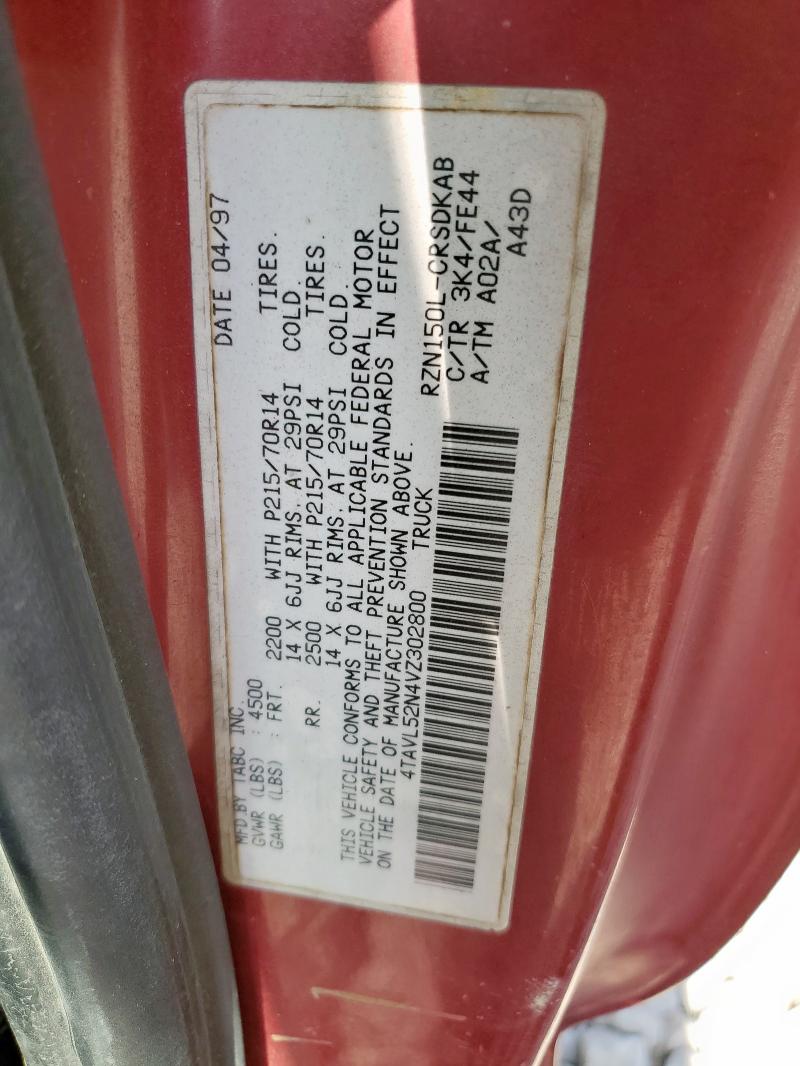 MFD.BY TABC INC. DATE 04/97
GVWR (LBS) : 4500
GAWR (LBS) : FRT. 2200 WITH P215/70R14 TIRES.
14 X 6JJ RIMS, AT 29PSI COLD.
RR. 2500 WITH P215/70R14 TIRES.
14 X 6JJ RIMS, AT 29PSI COLD.
THIS VEHICLE CONFORMS TO ALL APPLICABLE FEDERAL MOTOR
VEHICLE SAFETY AND THEFT PREVENTION STANDARDS IN EFFECT
ON THE DATE OF MANUFACTURE SHOWN ABOVE.
4TAVL52N4VZ302800 TRUCK
RZN150L-CRSDKAB
C/TR 3K4/FE44
A/TM A02A/
A43D